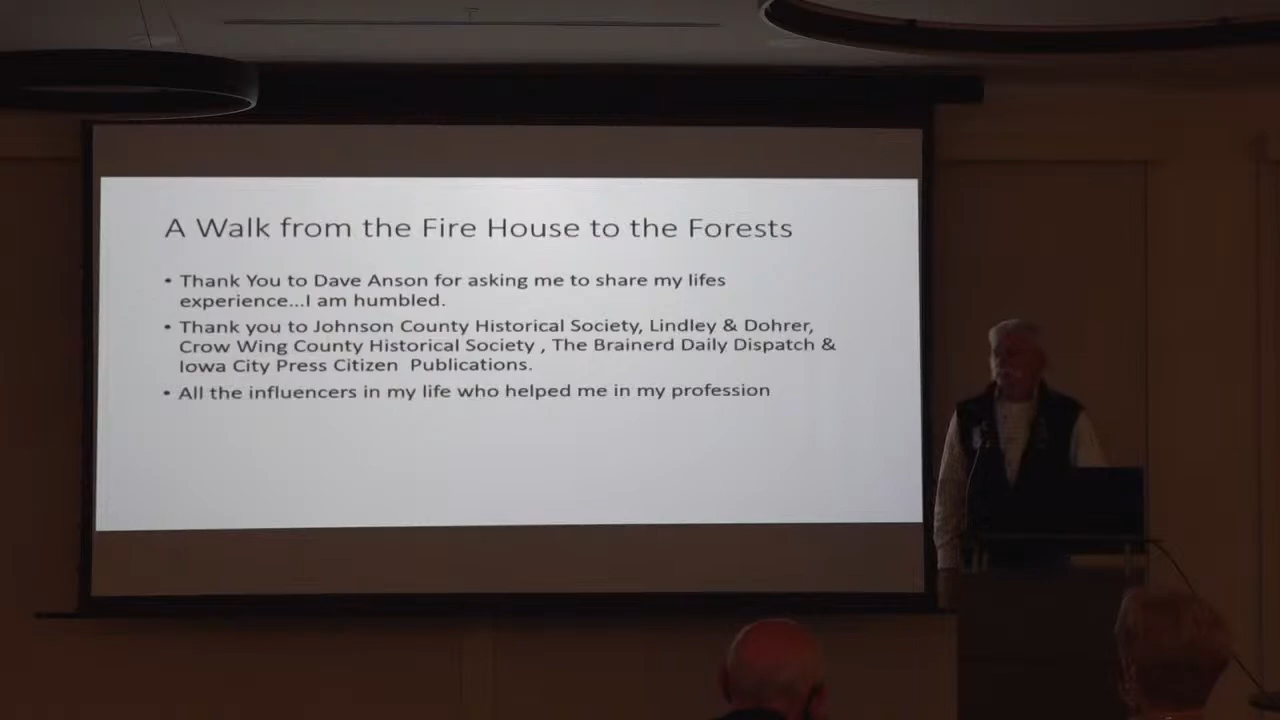 A Walk from the Fire House to the Forests
• Thank You to Dave Anson for asking me to share my lifes
experience...I am humbled.
• Thank you to Johnson County Historical Society, Lindley & Dohrer,
Crow Wing County Historical Society , The Brainerd Daily Dispatch &
Iowa City Press Citizen  Publications.
• All the influencers in my life who helped me in my profession